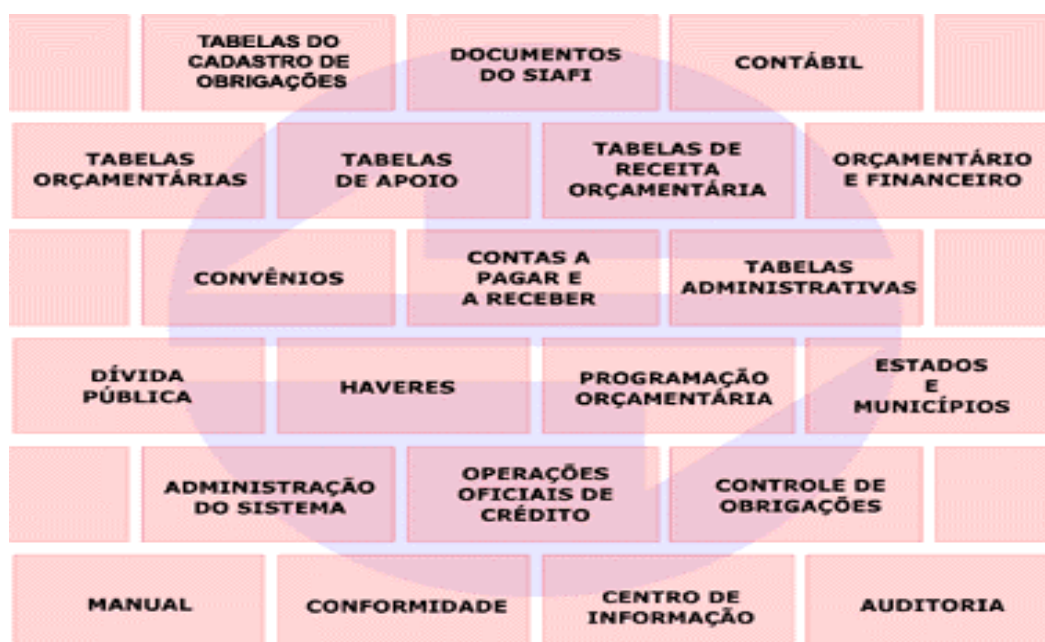 TABELAS DO
CADASTRO DE
OBRIGAÇÕES
DOCUMENTOS
DO SIAFI
CONTÁBIL
TABELAS
ORÇAMENTÁRIAS
TABELAS
DE APOIO
TABELAS DE
RECEITA
ORÇAMENTÁRIA
ORÇAMENTÁRIO
E FINANCEIRO
CONVÊNIOS
CONTAS A
PAGAR E
A RECEBER
TABELAS
ADMINISTRATIVAS
DÍVIDA
PÚBLICA
HAVERES
PROGRAMAÇÃO
ORÇAMENTÁRIA
ESTADOS
E
MUNICÍPIOS
ADMINISTRAÇÃO
DO SISTEMA
OPERAÇÕES
OFICIAIS DE
CRÉDITO
CONTROLE DE
OBRIGAÇÕES
MANUAL
CONFORMIDADE
CENTRO DE
INFORMAÇÃO
AUDITORIA